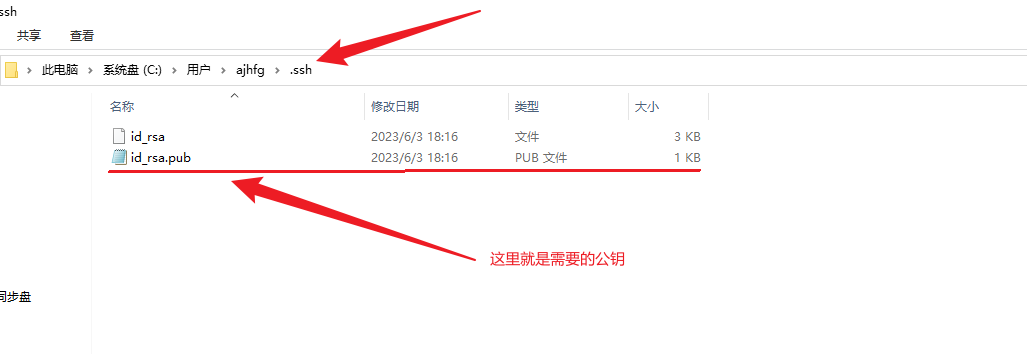 ssh
共享 查看
此电脑 系统盘 (C:) 用户 ajhfg .ssh
名称 修改日期 类型 大小
id_rsa 2023/6/3 18:16 文件 3 KB
id_rsa.pub 2023/6/3 18:16 PUB 文件 1 KB
这里就是需要的公钥
同步盘